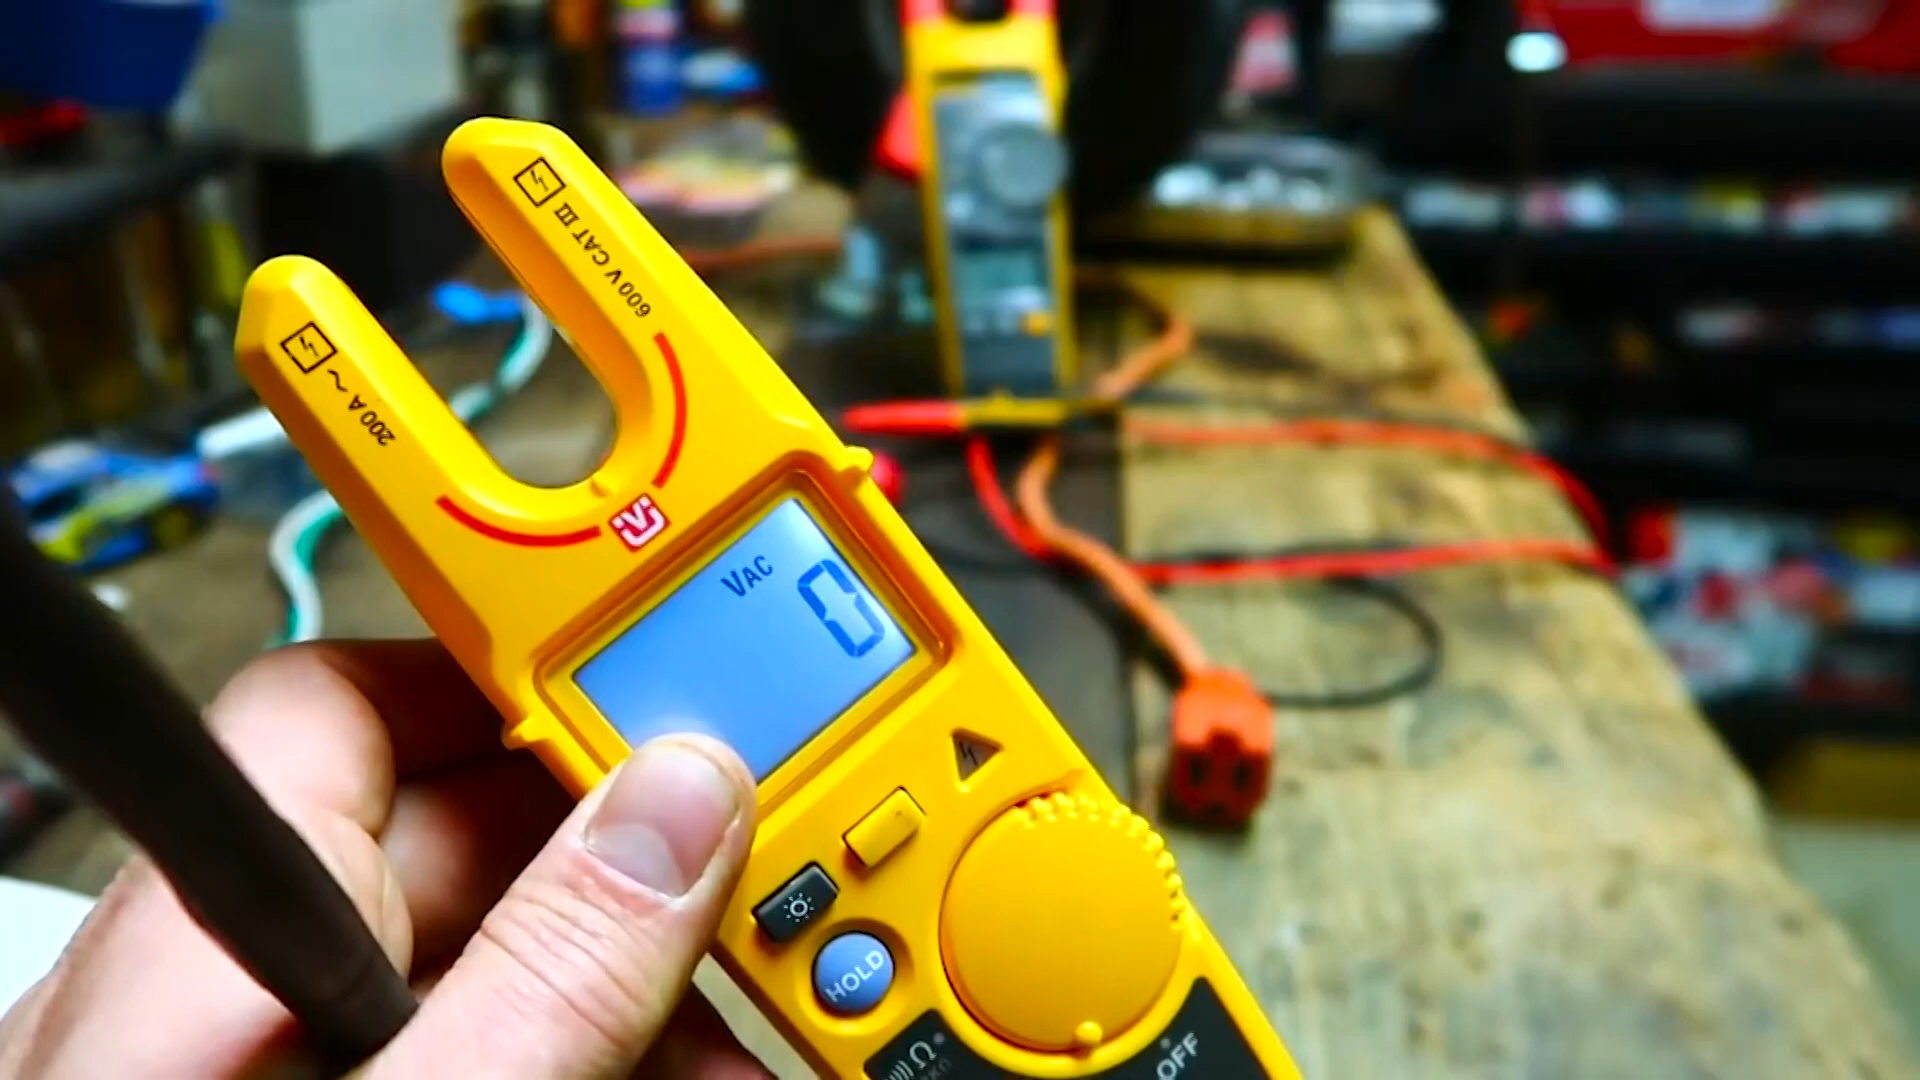 600V CAT III
200 A ~
VAC
0
HOLD
Ω
OFF